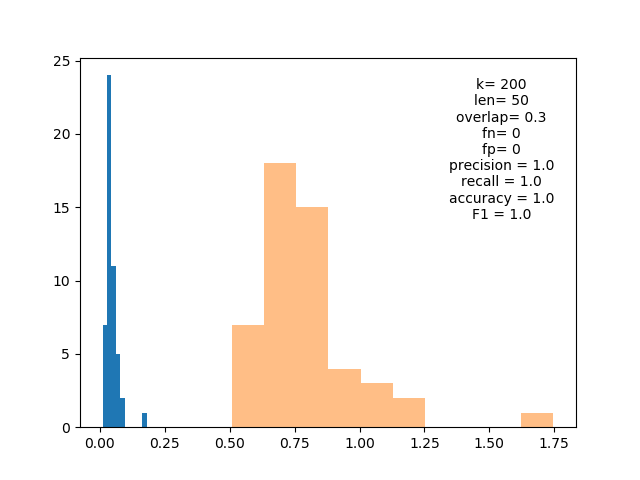 k= 200
len= 50
overlap= 0.3
fn= 0
fp= 0
precision = 1.0
recall = 1.0
accuracy = 1.0
F1 = 1.0
25
20
15
10
5
0
0.00 0.25 0.50 0.75 1.00 1.25 1.50 1.75